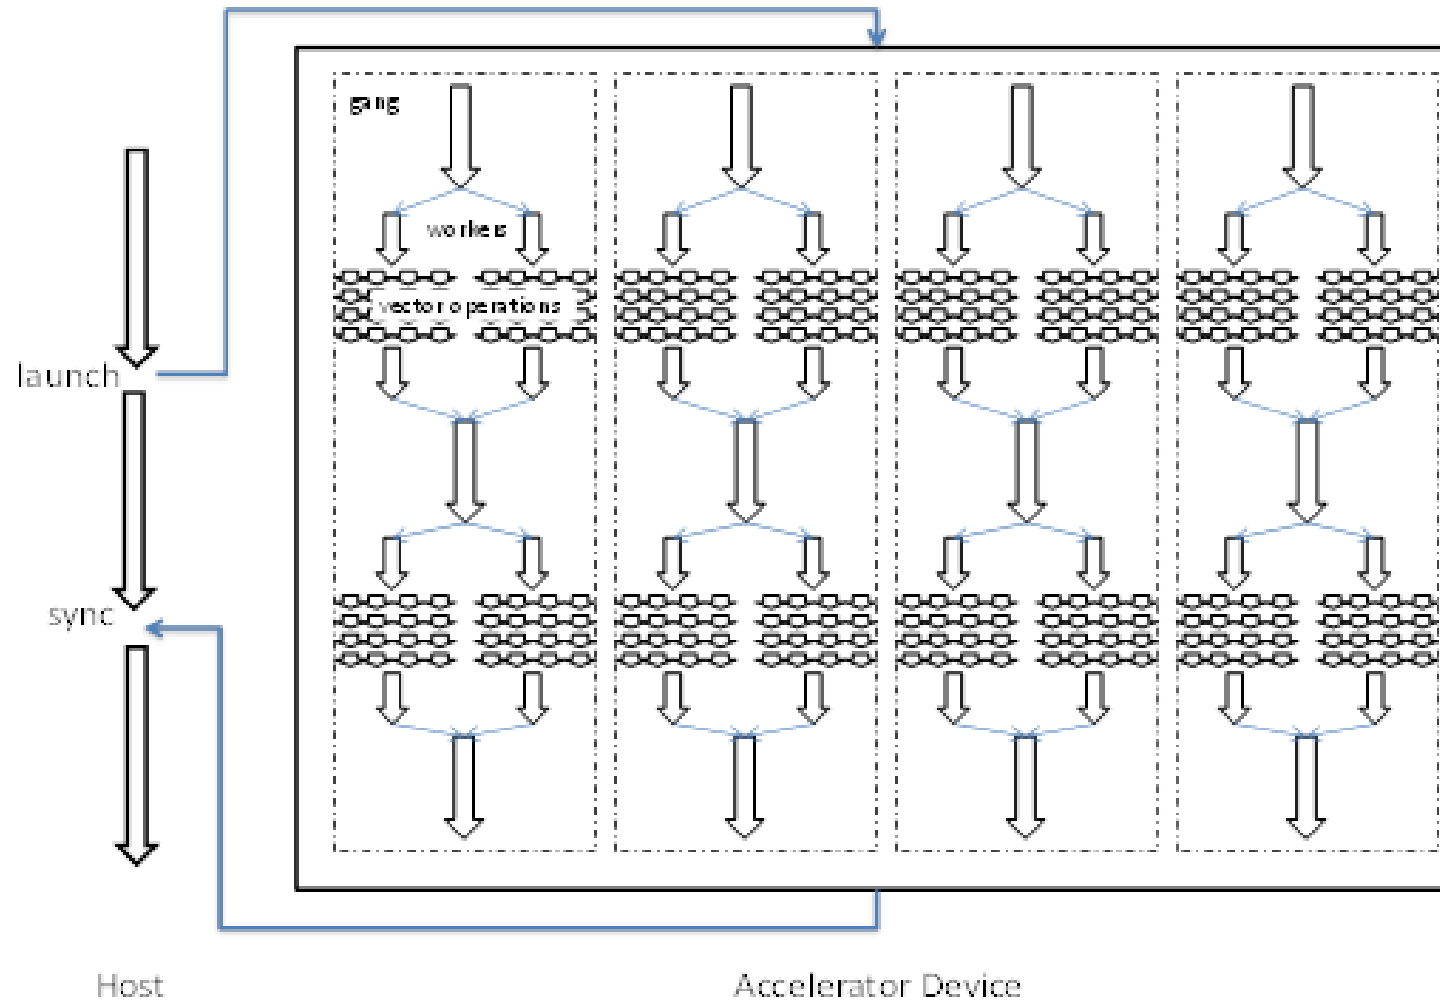 gang
workers
vector operations
launch
sync
Host
Accelerator Device